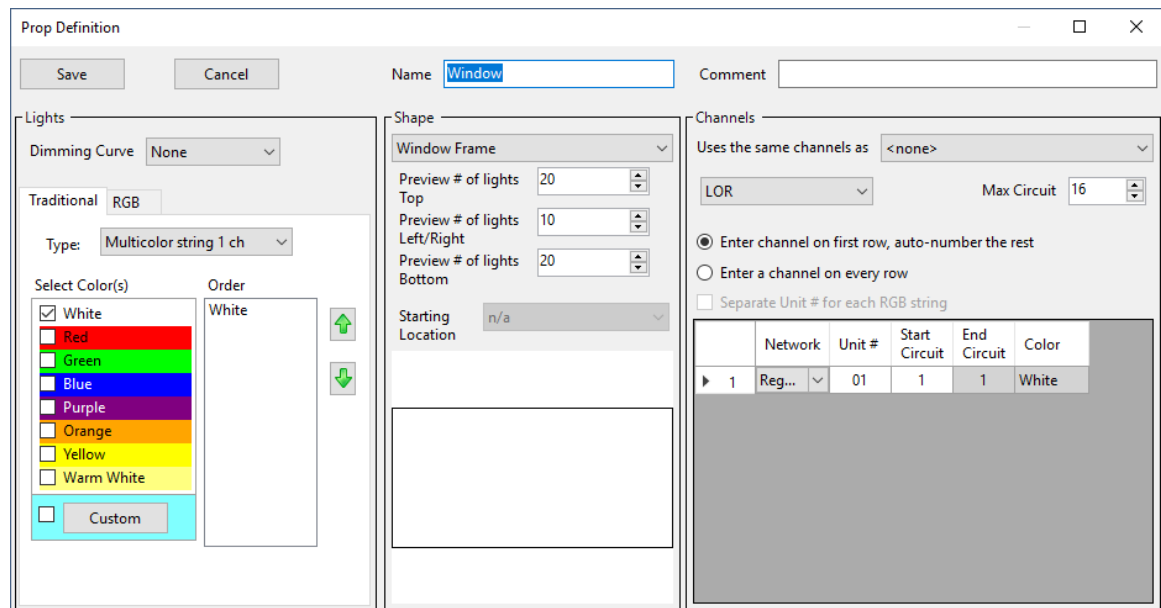 Prop Definition
Save
Cancel
Name
Window
Comment
Lights
Dimming Curve
None
Traditional
RGB
Type:
Multicolor string 1 ch
Select Color(s)
Order
White
Red
Green
Blue
Purple
Orange
Yellow
Warm White
Custom
White
Shape
Window Frame
Preview # of lights
Top
20
Preview # of lights
Left/Right
10
Preview # of lights
Bottom
20
Starting
Location
n/a
Channels
Uses the same channels as
<none>
LOR
Max Circuit
16
Enter channel on first row, auto-number the rest
Enter a channel on every row
Separate Unit # for each RGB string
Network
Unit #
Start
Circuit
End
Circuit
Color
1
Reg...
01
1
1
White